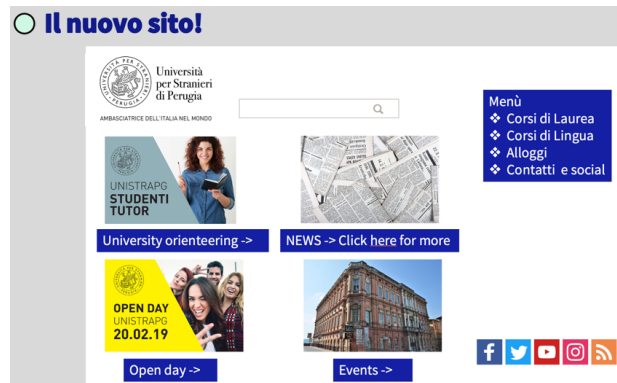 Il nuovo sito!
Università
per Stranieri
di Perugia
AMBASCIATRICE DELL'ITALIA NEL MONDO
Menù
❖ Corsi di Laurea
❖ Corsi di Lingua
❖ Alloggi
❖ Contatti e social
UNISTRAPG
STUDENTI
TUTOR
University orienteering ->
NEWS -> Click here for more
OPEN DAY
UNISTRAPG
20.02.19
Open day ->
Events ->